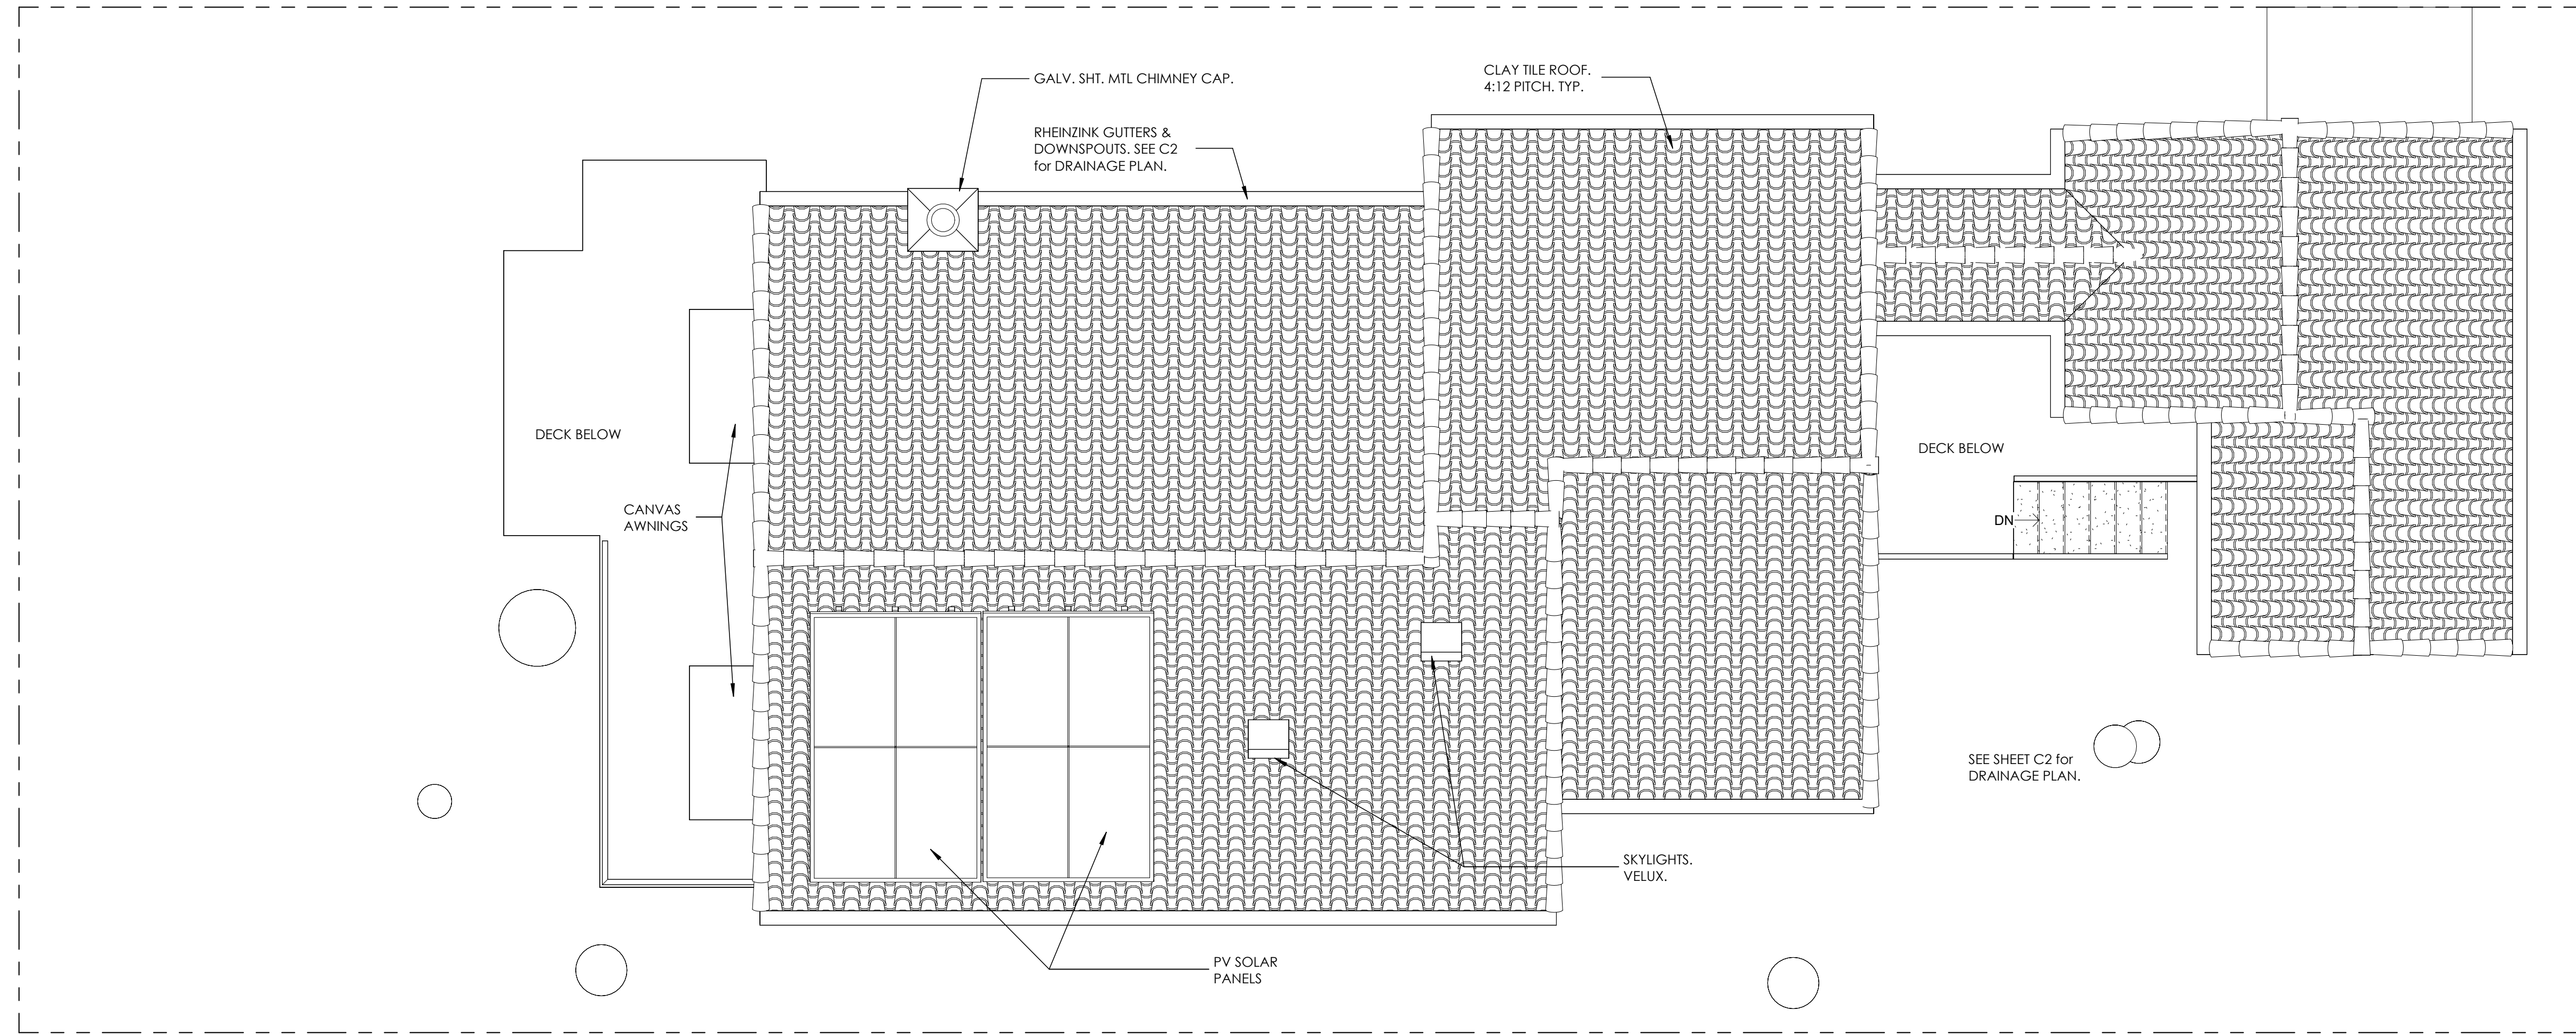 GALV. SHT. MTL CHIMNEY CAP.
CLAY TILE ROOF.
4:12 PITCH. TYP.
RHEINZINK GUTTERS &
DOWNSPOUTS. SEE C2
for DRAINAGE PLAN.
DECK BELOW
DECK BELOW
CANVAS
AWNINGS
DN
SEE SHEET C2 for
DRAINAGE PLAN.
SKYLIGHTS.
VELUX.
PV SOLAR
PANELS